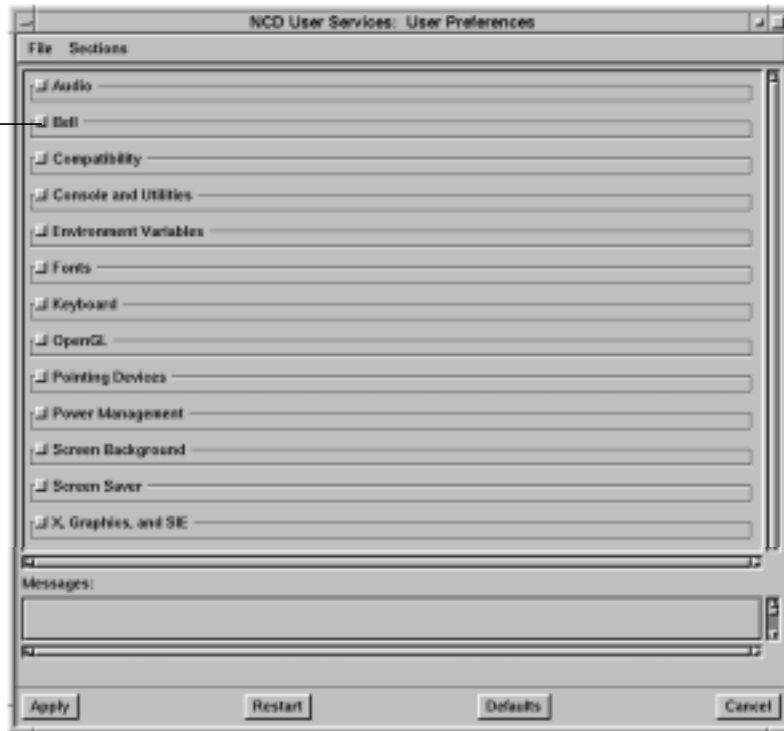 NCD User Services: User Preferences
File Sections
Audio
Bell
Compatibility
Console and Utilities
Environment Variables
Fonts
Keyboard
OpenGL
Pointing Devices
Power Management
Screen Background
Screen Saver
X, Graphics, and SIE
Messages:
Apply Restart Defaults Cancel